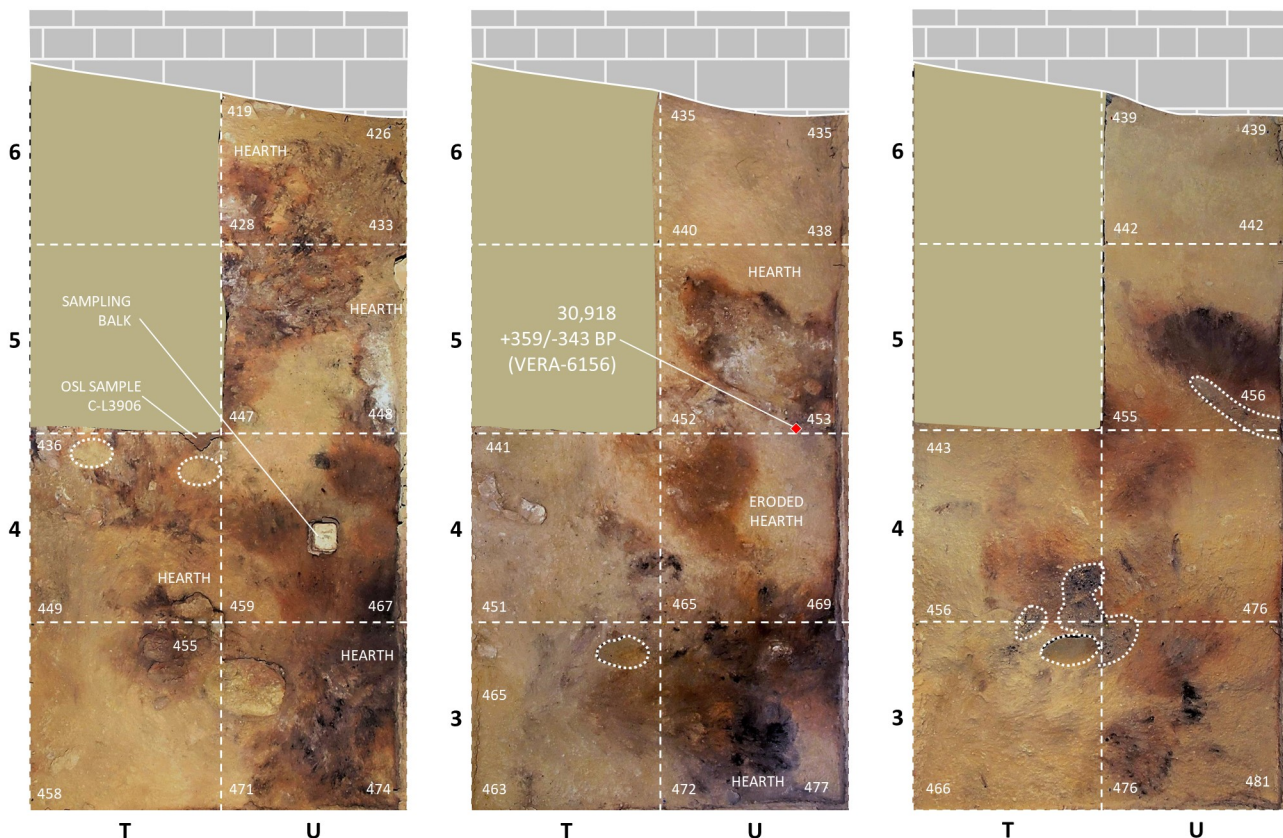 419
426
6
HEARTH
428
433
SAMPLING
BALK
HEARTH
5
OSL SAMPLE
C-L3906
447
448
436
4
HEARTH
449
459
467
455
HEARTH
458
471
474
T
U
435
435
6
440
438
HEARTH
30,918
+359/-343 BP
(VERA-6156)
5
452
453
441
ERODED
HEARTH
4
451
465
469
465
3
463
472
HEARTH
477
T
U
439
439
6
442
442
5
456
455
443
4
456
476
3
466
476
481
T
U